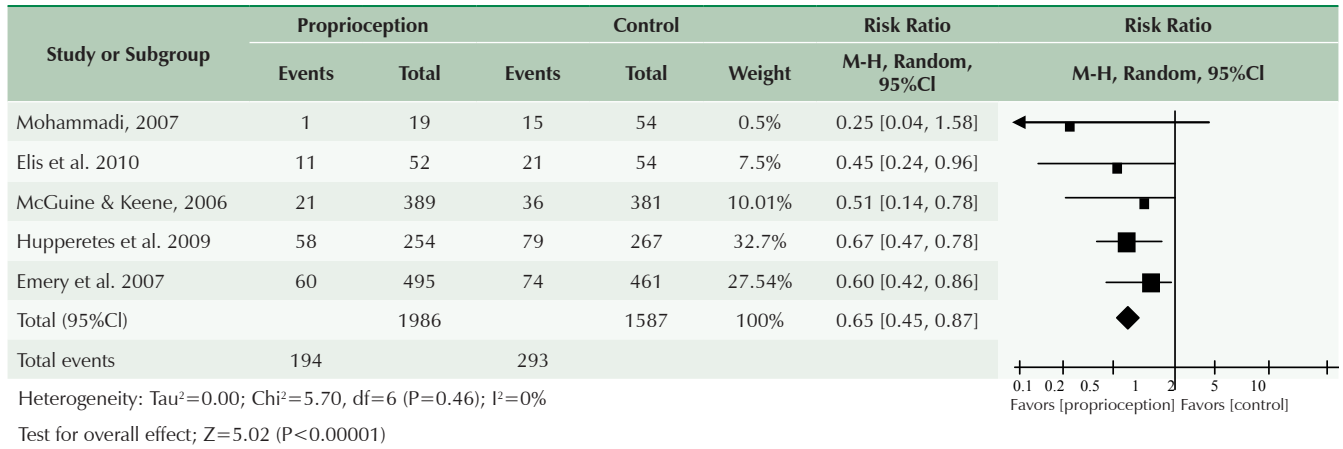 Study or Subgroup Proprioception Control Risk Ratio Risk Ratio
Events Total Events Total Weight M-H, Random, 95%Cl M-H, Random, 95%Cl
Mohammadi, 2007 1 19 15 54 0.5% 0.25 [0.04, 1.58]
Elis et al. 2010 11 52 21 54 7.5% 0.45 [0.24, 0.96]
McGuine & Keene, 2006 21 389 36 381 10.01% 0.51 [0.14, 0.78]
Hupperetes et al. 2009 58 254 79 267 32.7% 0.67 [0.47, 0.78]
Emery et al. 2007 60 495 74 461 27.54% 0.60 [0.42, 0.86]
Total (95%Cl) 1986 1587 100% 0.65 [0.45, 0.87]
Total events 194 293
0.1 0.2 0.5 1 2 5 10
Favors [proprioception] Favors [control]
Heterogeneity: Tau²=0.00; Chi²=5.70, df=6 (P=0.46); I²=0%
Test for overall effect; Z=5.02 (P<0.00001)